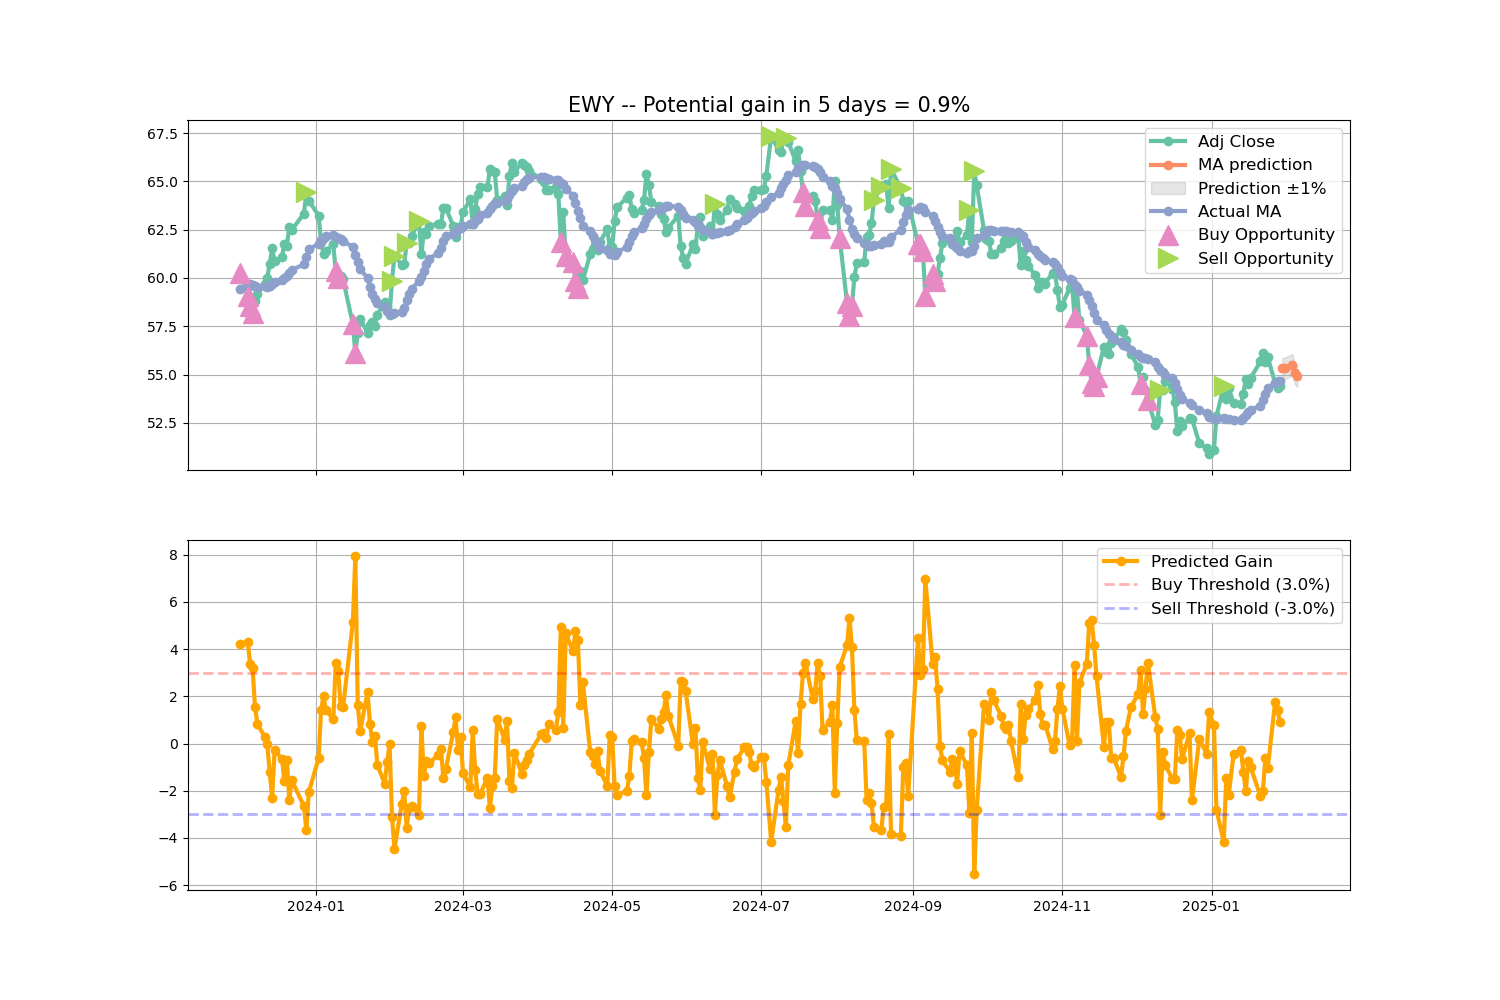 EWY -- Potential gain in 5 days = 0.9%
67.5
65.0
62.5
60.0
57.5
55.0
52.5
Adj Close
MA prediction
Prediction ±1%
Actual MA
Buy Opportunity
Sell Opportunity
8
6
4
2
0
−2
−4
−6
Predicted Gain
Buy Threshold (3.0%)
Sell Threshold (-3.0%)
2024-01
2024-03
2024-05
2024-07
2024-09
2024-11
2025-01